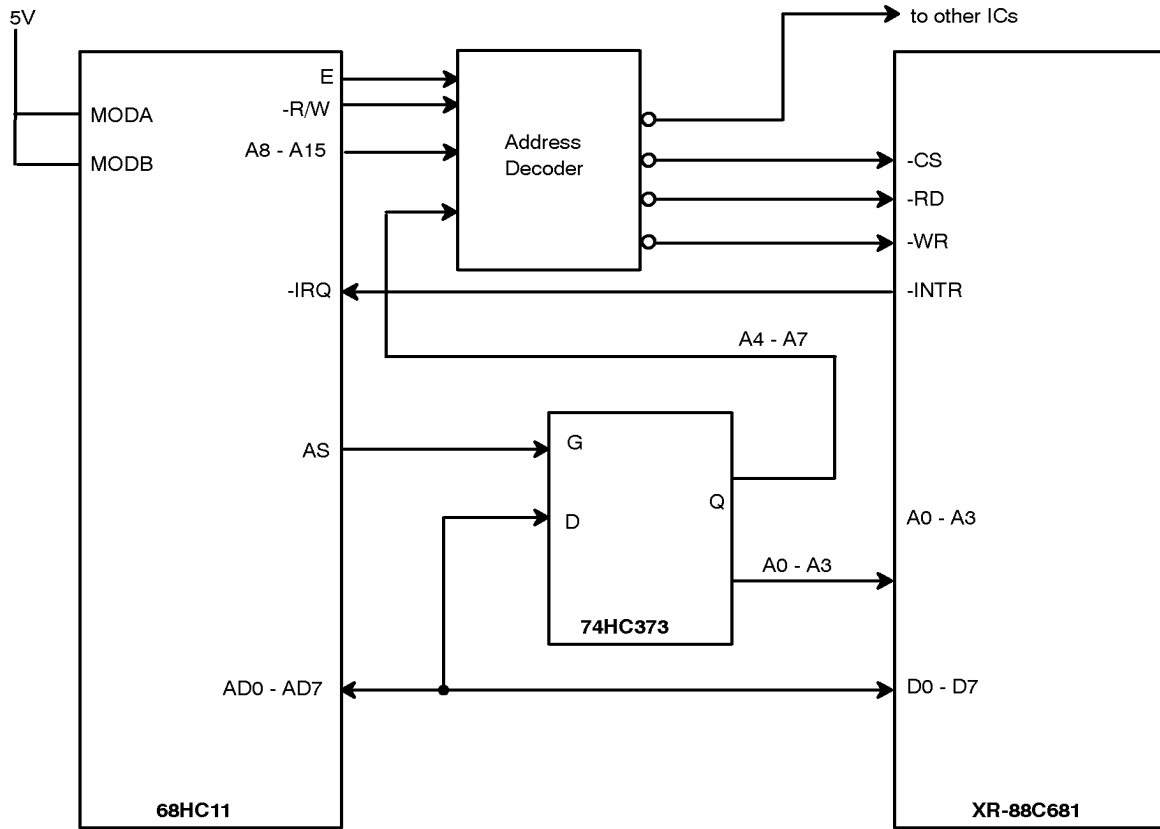 5V
to other ICs
E
-R/W
A8 - A15
MODA
MODB
Address
Decoder
-CS
-RD
-WR
-IRQ
-INTR
A4 - A7
AS
G
D
Q
A0 - A3
A0 - A3
74HC373
AD0 - AD7
D0 - D7
68HC11
XR-88C681